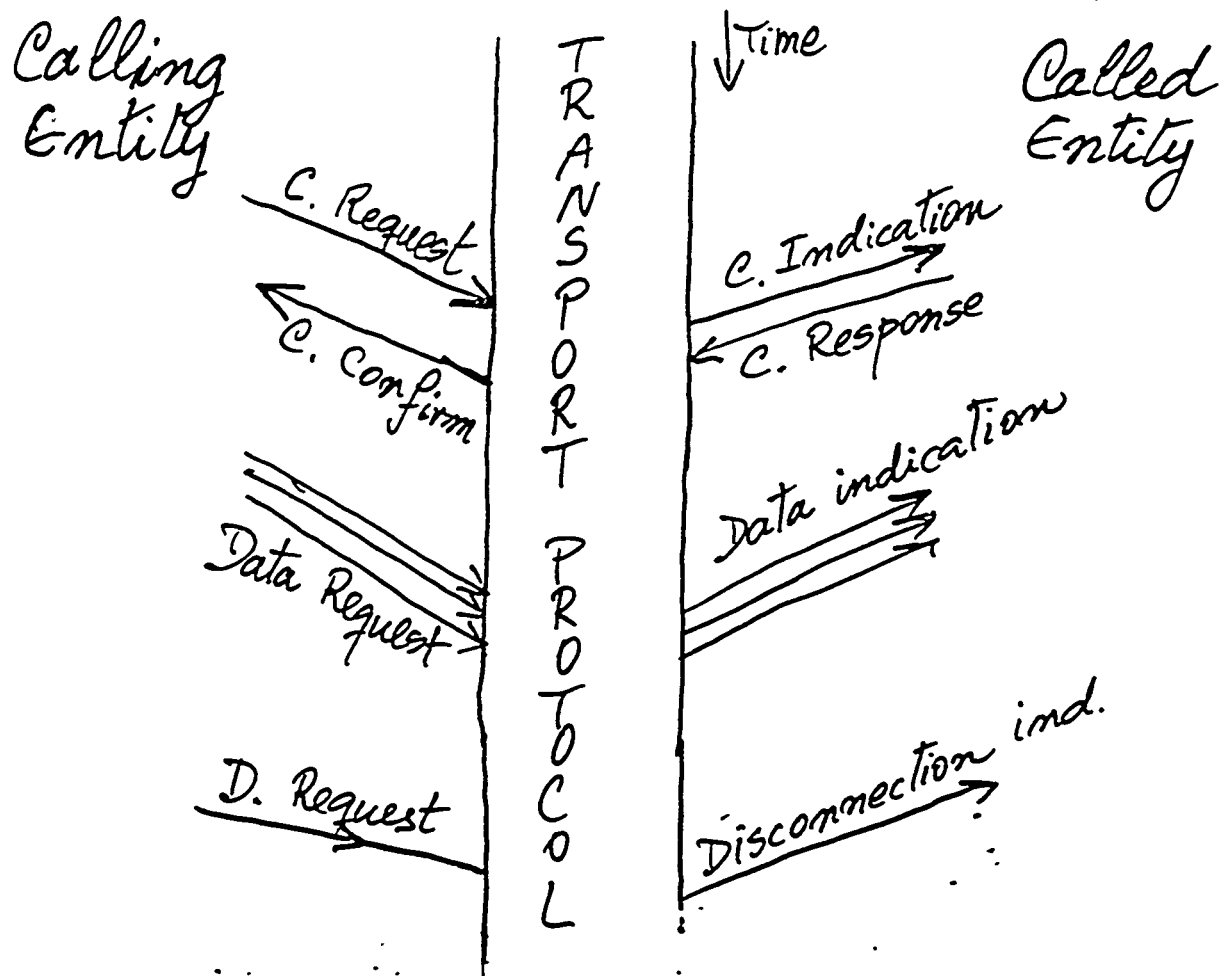 Calling
Entity
TRANSPORT PROTOCOL
Time
Called
Entity
C. Request
C. Indication
C. Confirm
C. Response
Data indication
Data Request
D. Request
Disconnection ind.